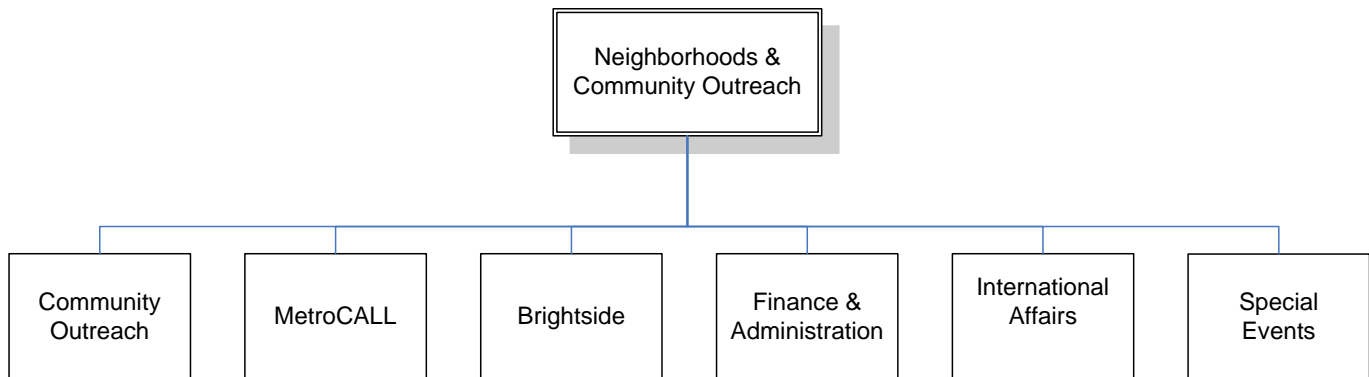 Neighborhoods &
Community Outreach
Community
Outreach
MetroCALL
Brightside
Finance &
Administration
International
Affairs
Special
Events